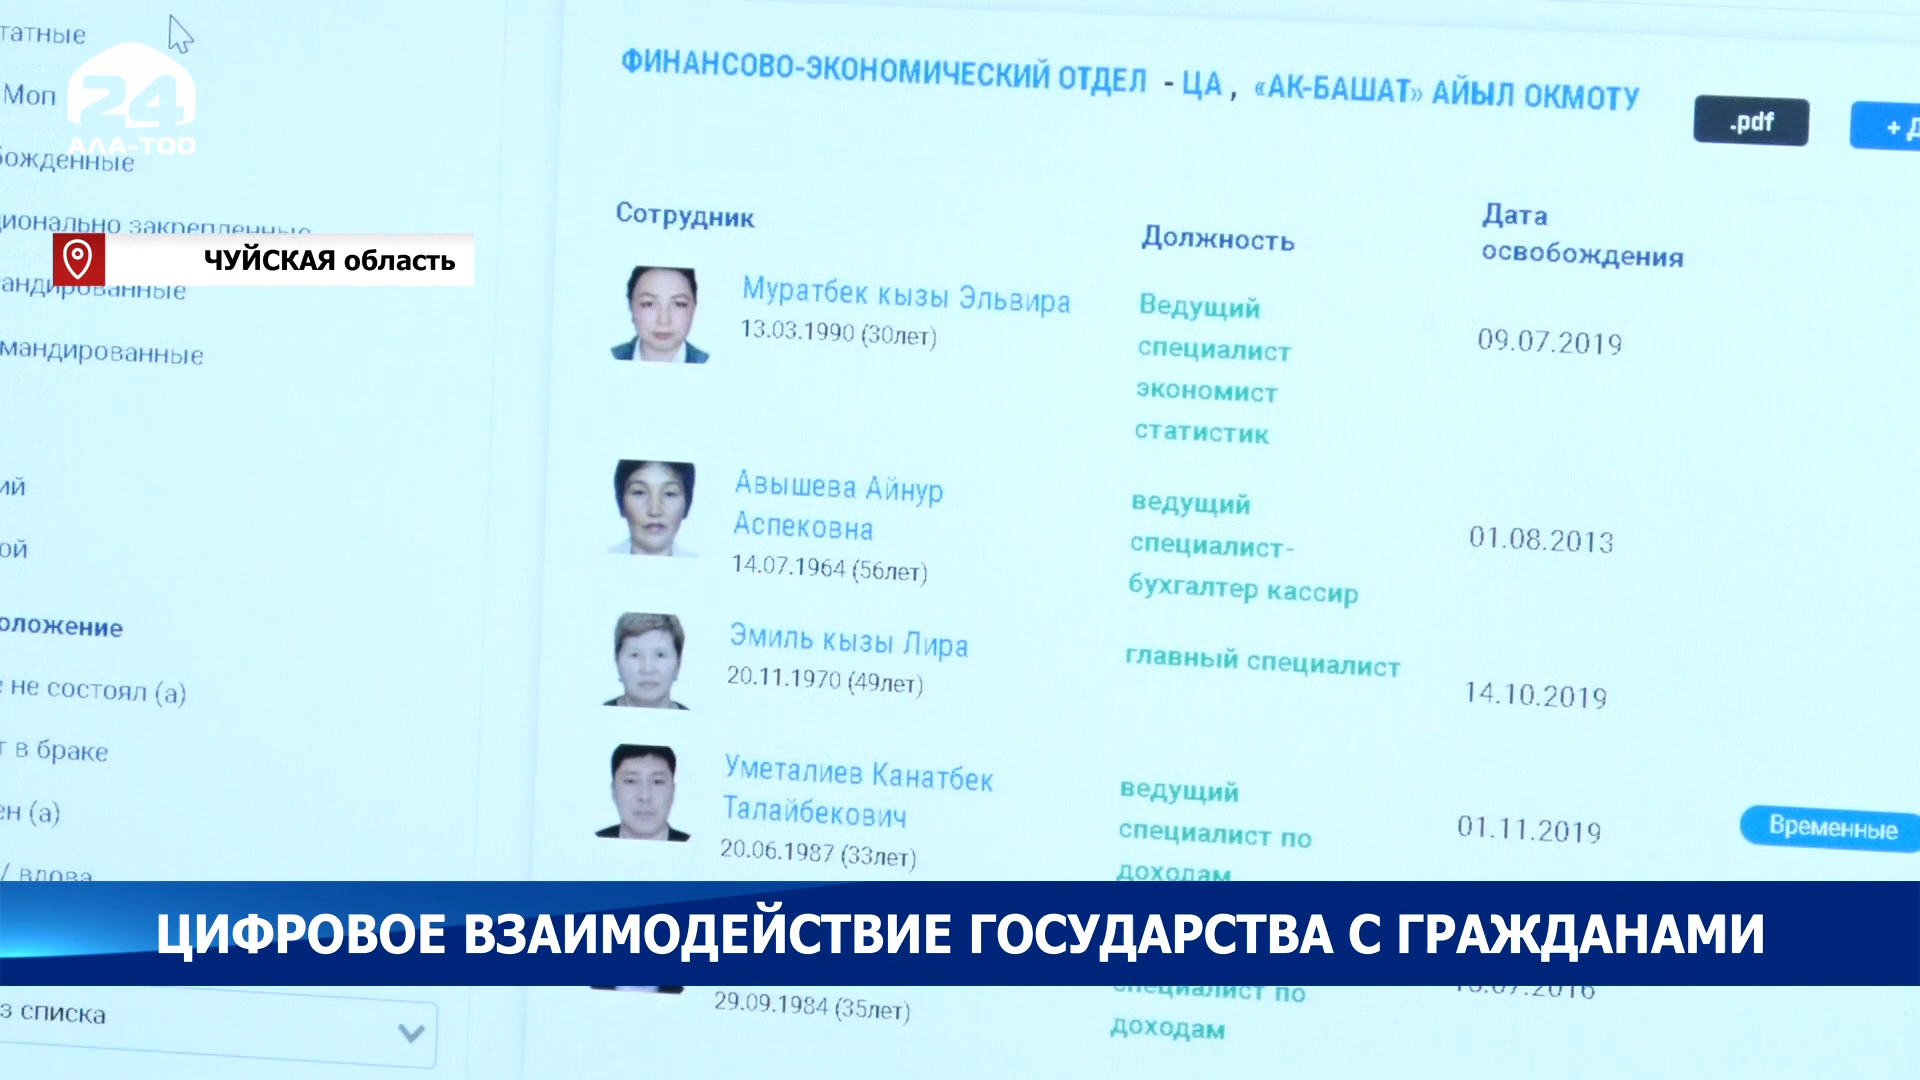 татные
Моп
24
АЛА-ТОО
божденные
ционально закрепленные
ЧУЙСКАЯ область
андированные
мандированные
ий
ой
оложение
не состоял (а)
т в браке
ен (а)
/ вдова
з списка
ФИНАНСОВО-ЭКОНОМИЧЕСКИЙ ОТДЕЛ - ЦА , «АК-БАШАТ» АЙЫЛ ОКМОТУ
.pdf
+ Д
Сотрудник
Должность
Дата
освобождения
Муратбек кызы Эльвира
13.03.1990 (30лет)
Ведущий
специалист
экономист
статистик
09.07.2019
Авышева Айнур
Аспековна
14.07.1964 (56лет)
ведущий
специалист-
бухгалтер кассир
01.08.2013
Эмиль кызы Лира
20.11.1970 (49лет)
главный специалист
14.10.2019
Уметалиев Канатбек
Талайбекович
20.06.1987 (33лет)
ведущий
специалист по
доходам
01.11.2019
Временные
ЦИФРОВОЕ ВЗАИМОДЕЙСТВИЕ ГОСУДАРСТВА С ГРАЖДАНАМИ
29.09.1984 (35лет)
специалист по
доходам